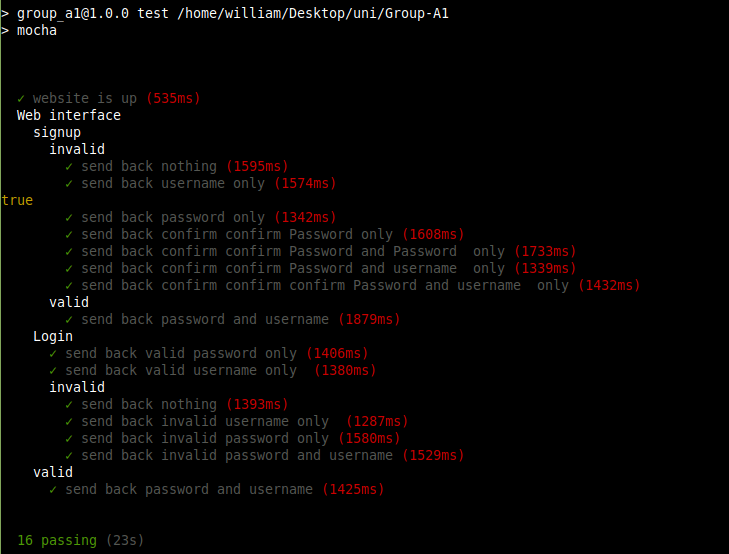 > group_a1@1.0.0 test /home/william/Desktop/uni/Group-A1
> mocha
✓ website is up (535ms)
Web interface
signup
invalid
✓ send back nothing (1595ms)
✓ send back username only (1574ms)
true
✓ send back password only (1342ms)
✓ send back confirm confirm Password only (1608ms)
✓ send back confirm confirm Password and Password  only (1733ms)
✓ send back confirm confirm Password and username  only (1339ms)
✓ send back confirm confirm confirm Password and username  only (1432ms)
valid
✓ send back password and username (1879ms)
Login
✓ send back valid password only (1406ms)
✓ send back valid username only  (1380ms)
invalid
✓ send back nothing (1393ms)
✓ send back invalid username only  (1287ms)
✓ send back invalid password only (1580ms)
✓ send back invalid password and username (1529ms)
valid
✓ send back password and username (1425ms)
16 passing (23s)